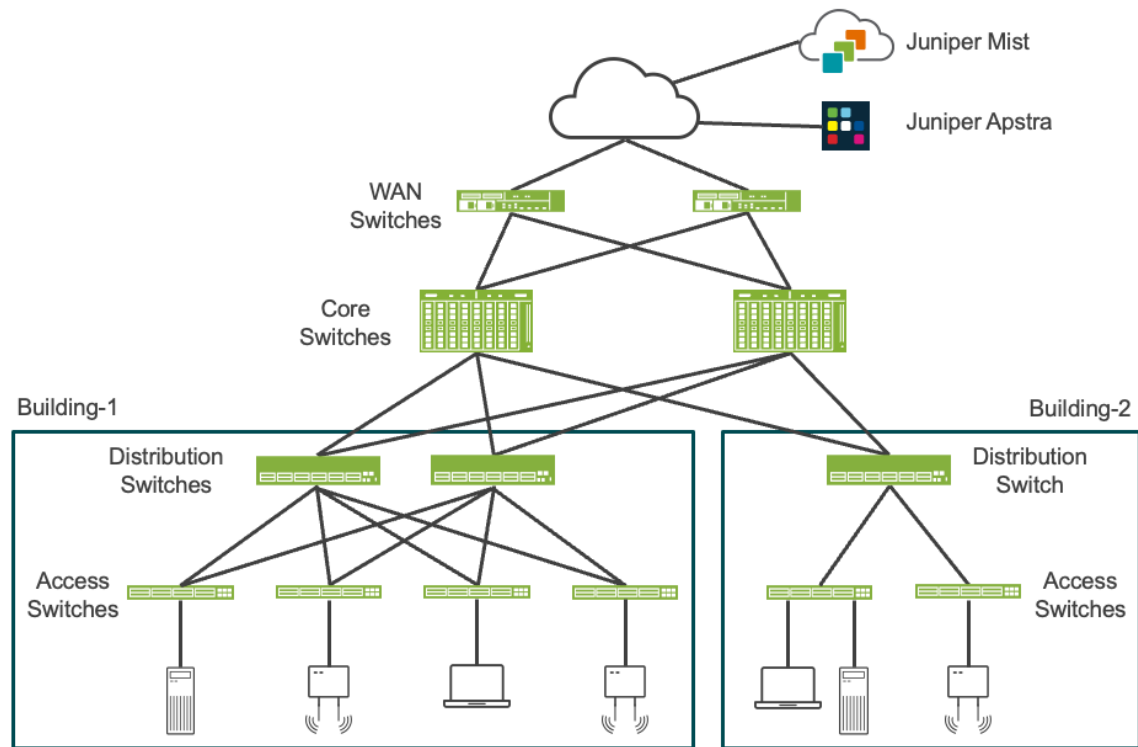 Juniper Mist
Juniper Apstra
WAN
Switches
Core
Switches
Building-1
Building-2
Distribution
Switches
Distribution
Switch
Access
Switches
Access
Switches